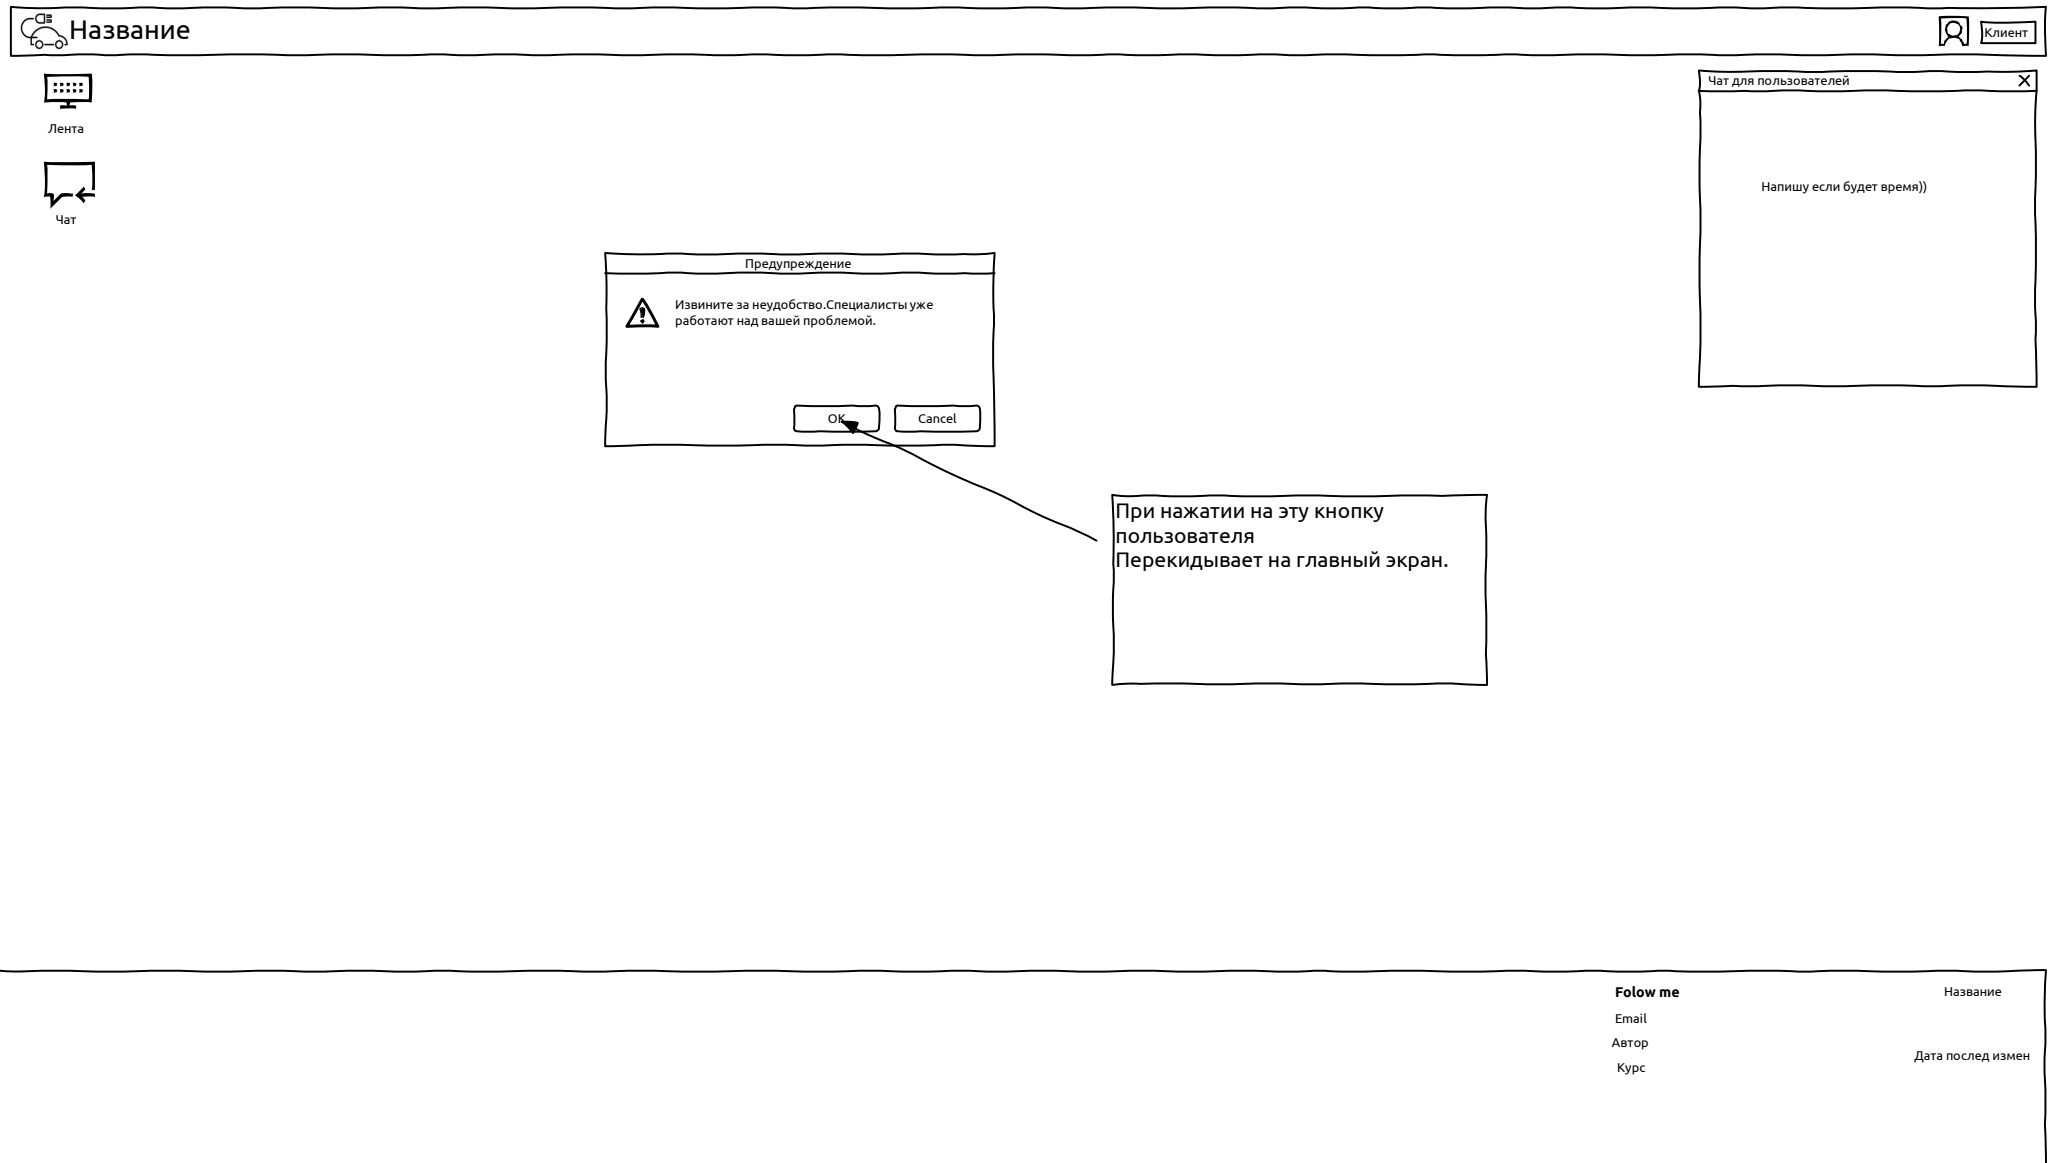 Название
Клиент
Лента
Чат
Чат для пользователей
Напишу если будет время))
Предупреждение
Извините за неудобство.Специалисты уже
работают над вашей проблемой.
OK
Cancel
При нажатии на эту кнопку
пользователя
Перекидывает на главный экран.
Folow me
Email
Автор
Курс
Название
Дата послед измен